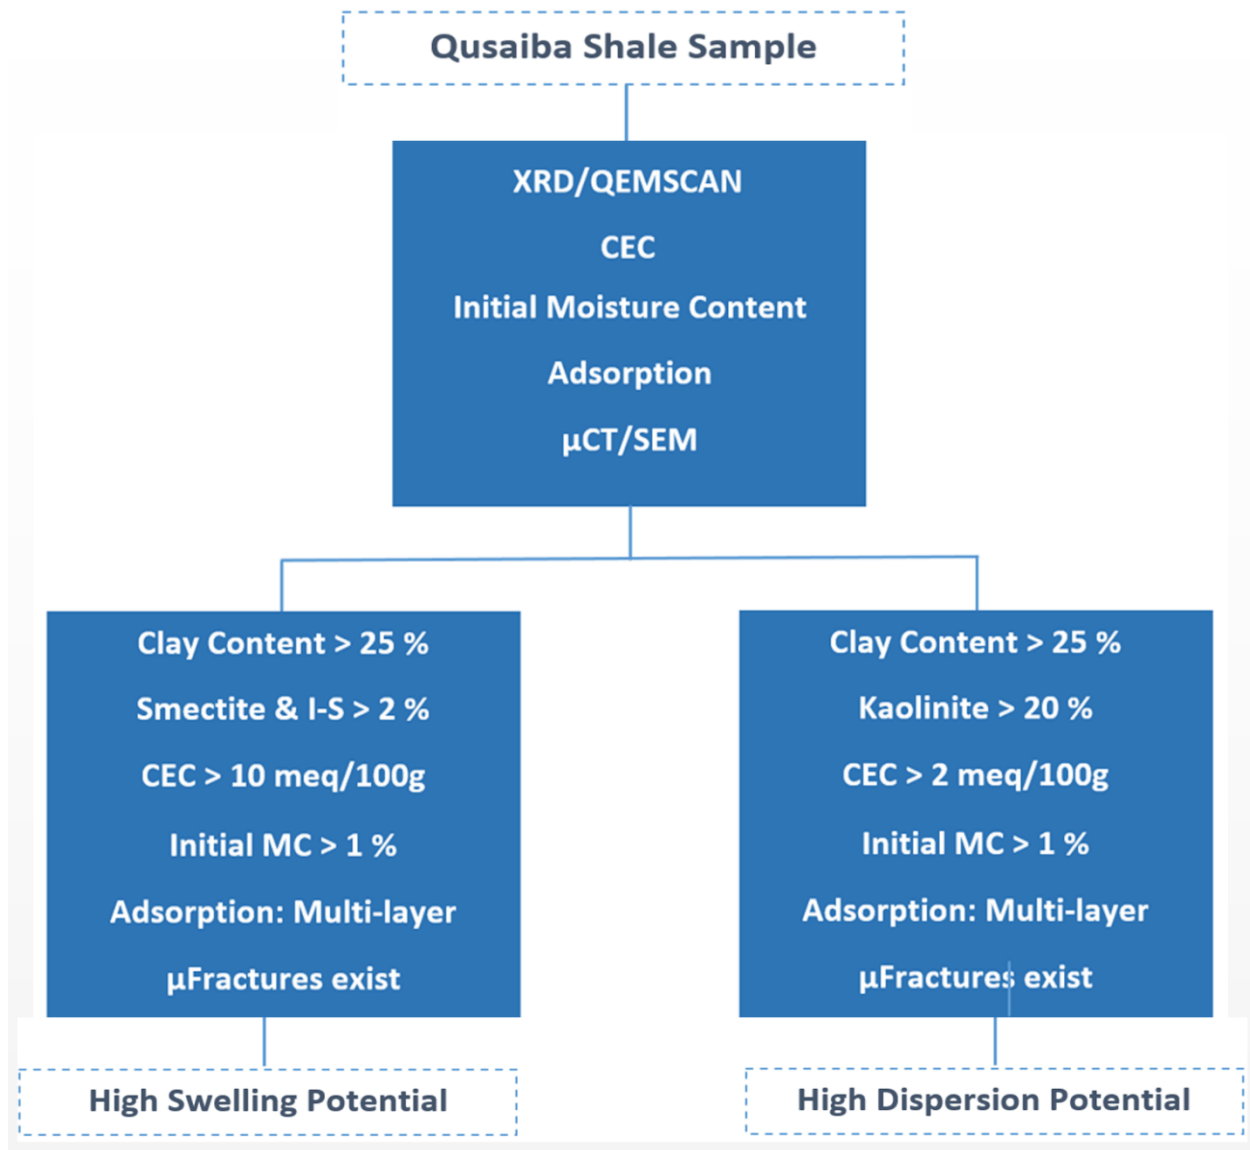 Qusaiba Shale Sample
XRD/QEMSCAN
CEC
Initial Moisture Content
Adsorption
µCT/SEM
Clay Content > 25 %
Smectite & I-S > 2 %
CEC > 10 meq/100g
Initial MC > 1 %
Adsorption: Multi-layer
µFractures exist
High Swelling Potential
Clay Content > 25 %
Kaolinite > 20 %
CEC > 2 meq/100g
Initial MC > 1 %
Adsorption: Multi-layer
µFractures exist
High Dispersion Potential